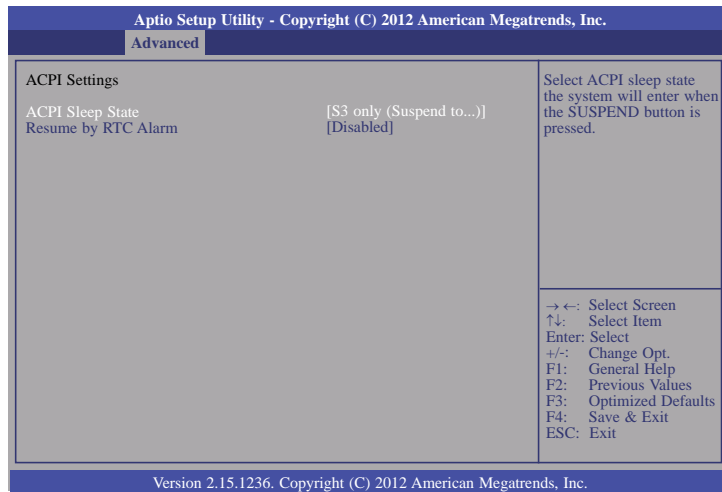 Aptio Setup Utility - Copyright (C) 2012 American Megatrends, Inc.
Advanced
ACPI Settings
ACPI Sleep State [S3 only (Suspend to...)]
Resume by RTC Alarm [Disabled]
Select ACPI sleep state
the system will enter when
the SUSPEND button is
pressed.
→←: Select Screen
↑↓: Select Item
Enter: Select
+/-: Change Opt.
F1: General Help
F2: Previous Values
F3: Optimized Defaults
F4: Save & Exit
ESC: Exit
Version 2.15.1236. Copyright (C) 2012 American Megatrends, Inc.